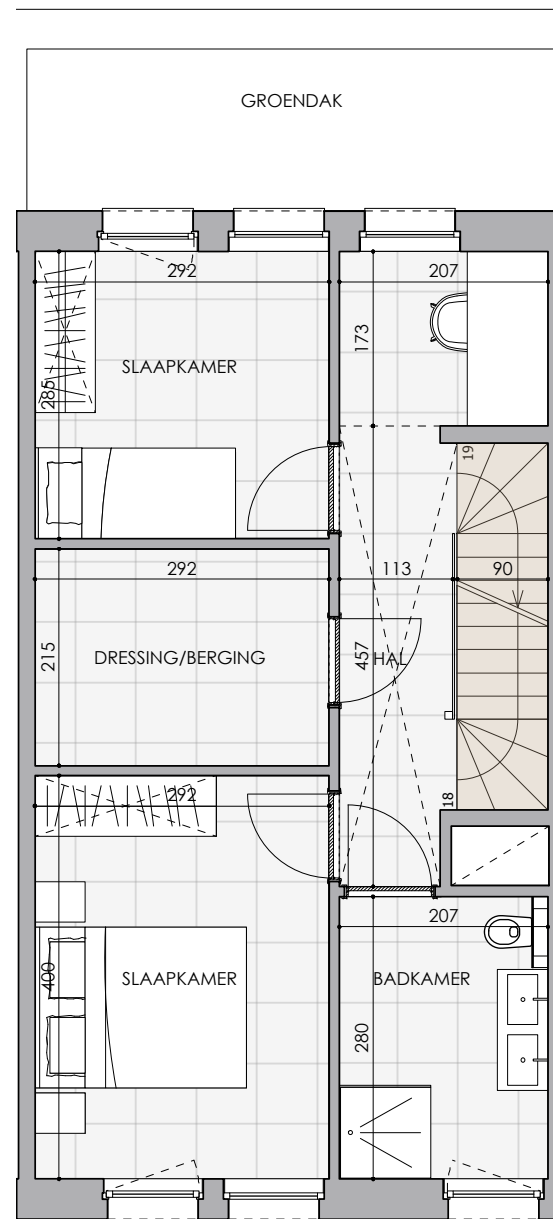 GROENDAK
292
207
173
SLAAPKAMER
285
19
292
113
90
215
DRESSING/BERGING
457
HAL
18
292
207
400
SLAAPKAMER
BADKAMER
280